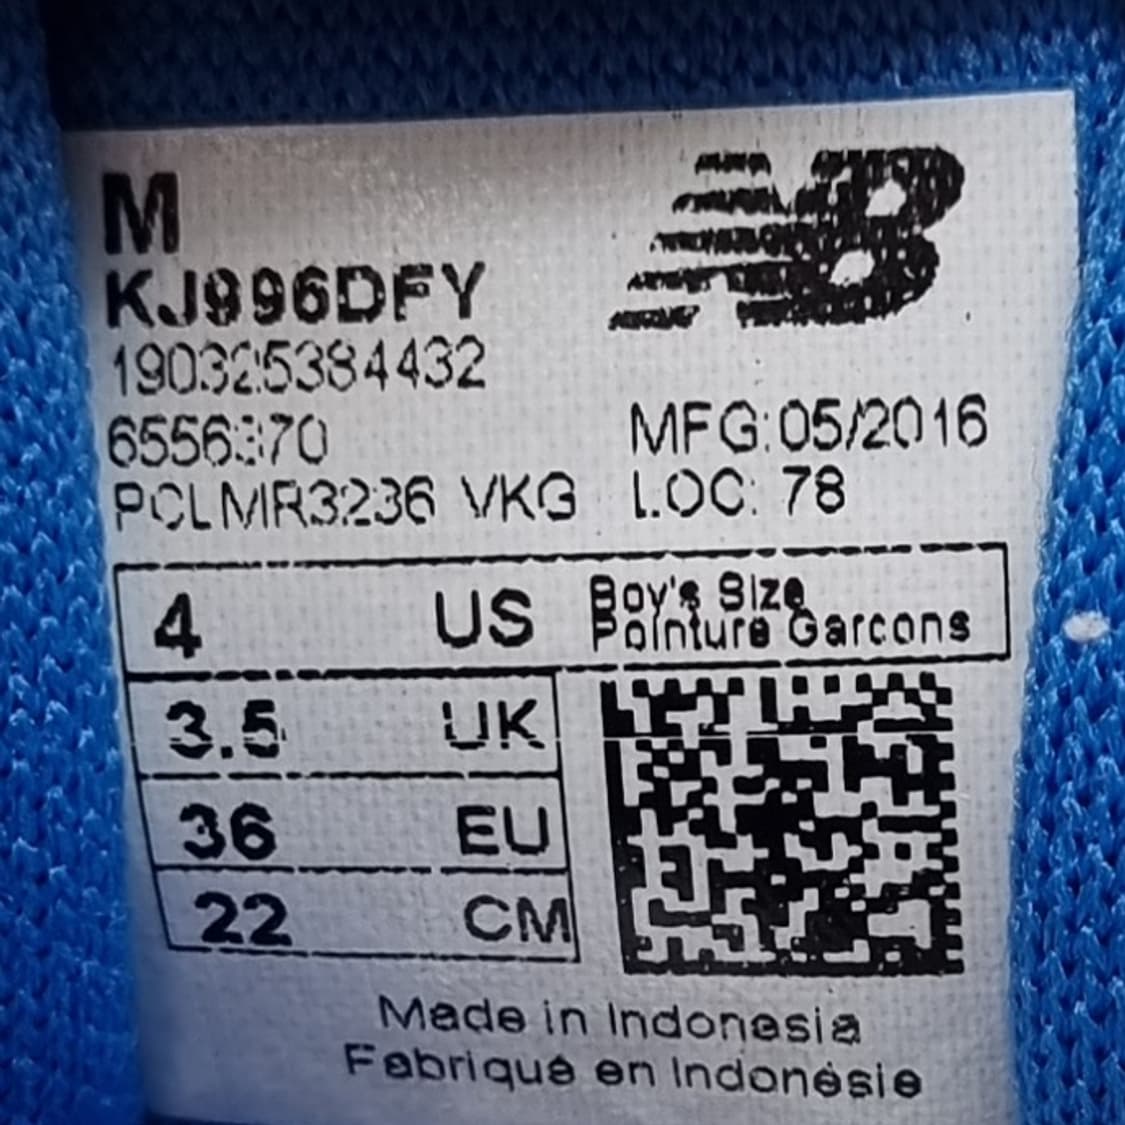 M
KJ996DFY
190325384432
6556370
MFG:05/2016
PCLMR3236 VKG
LOC: 78
4 US Boy's Size
Pointure Garcons
3.5 UK
36 EU
22 CM
Made in Indonesia
Fabriqué en Indonésie
NB